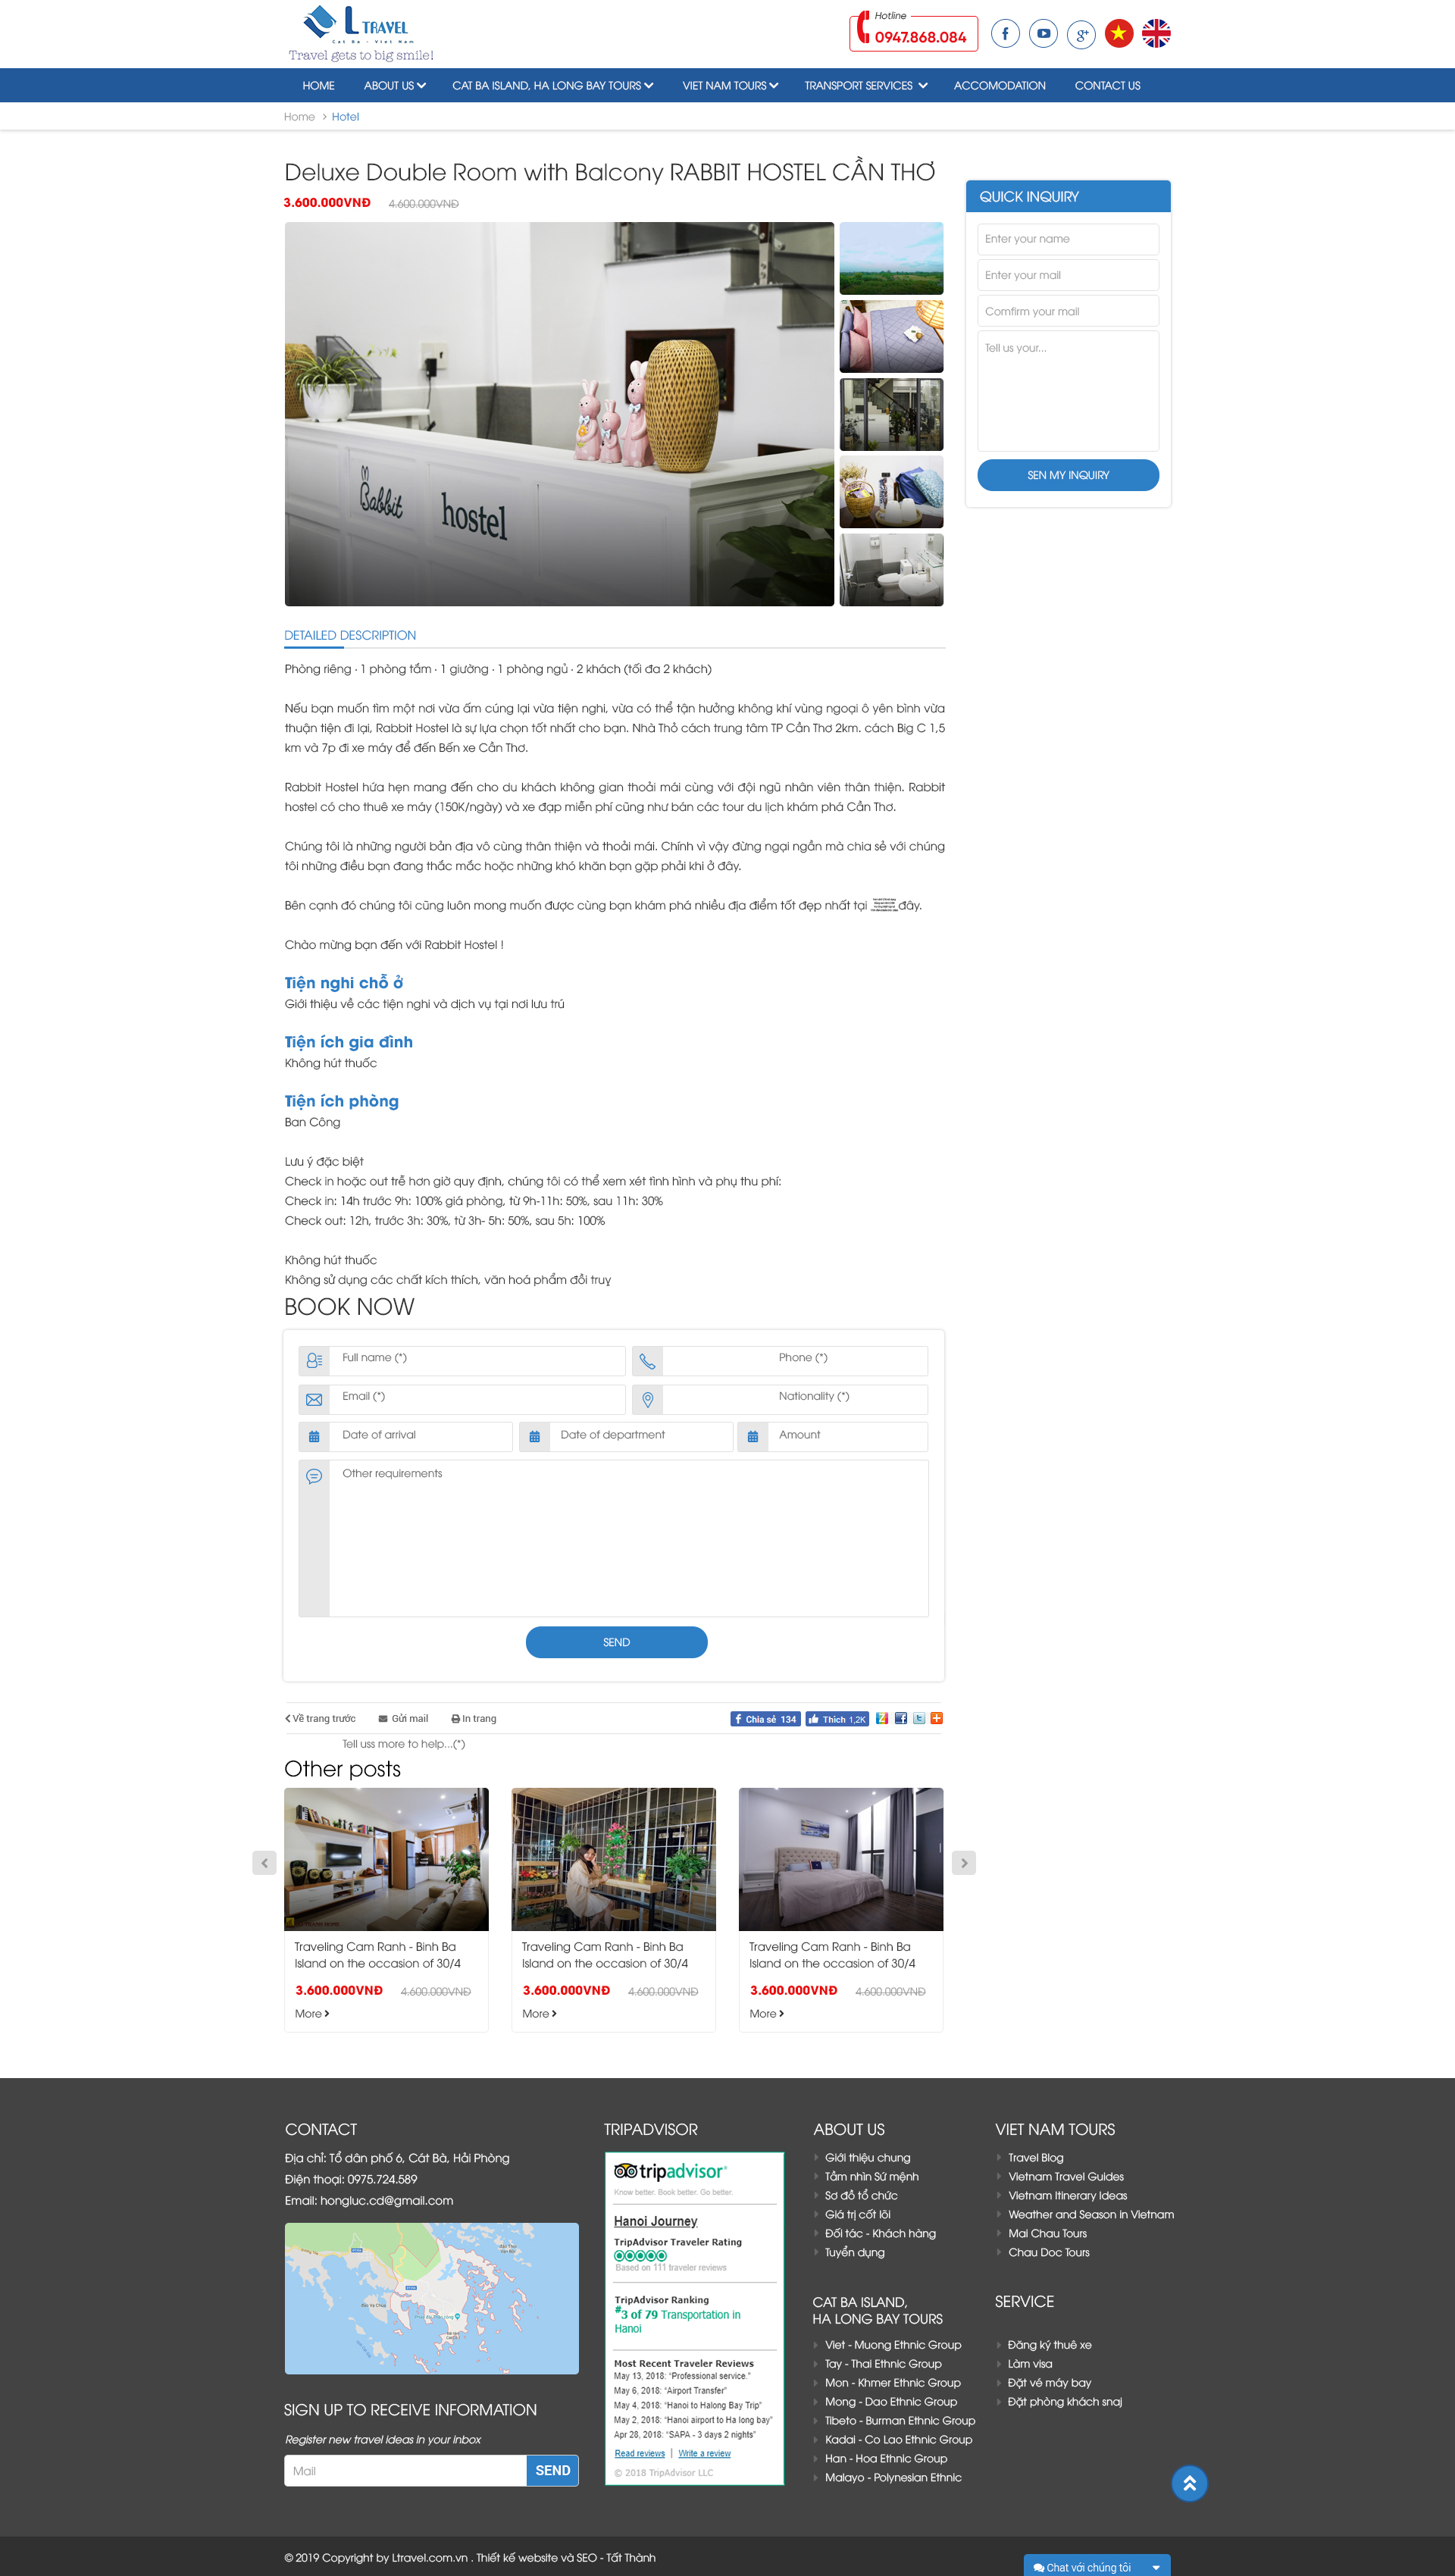 L TRAVEL
Cat Ba - Viet Nam
Travel gets to big smile!
Hotline
0947.868.084
HOME ABOUT US CAT BA ISLAND, HA LONG BAY TOURS VIET NAM TOURS TRANSPORT SERVICES ACCOMODATION CONTACT US
Home > Hotel
Deluxe Double Room with Balcony RABBIT HOSTEL CẦN THƠ
3.600.000VNĐ 4.600.000VNĐ
Rabbit hostel
QUICK INQUIRY
Enter your name
Enter your mail
Comfirm your mail
Tell us your...
SEN MY INQUIRY
DETAILED DESCRIPTION
Phòng riêng · 1 phòng tắm · 1 giường · 1 phòng ngủ · 2 khách (tối đa 2 khách)
Nếu bạn muốn tìm một nơi vừa ấm cúng lại vừa tiện nghi, vừa có thể tận hưởng không khí vùng ngoại ô yên bình vừa
thuận tiện đi lại, Rabbit Hostel là sự lựa chọn tốt nhất cho bạn. Nhà Thỏ cách trung tâm TP Cần Thơ 2km. cách Big C 1,5
km và 7p đi xe máy để đến Bến xe Cần Thơ.
Rabbit Hostel hứa hẹn mang đến cho du khách không gian thoải mái cùng với đội ngũ nhân viên thân thiện. Rabbit
hostel có cho thuê xe máy (150K/ngày) và xe đạp miễn phí cũng như bán các tour du lịch khám phá Cần Thơ.
Chúng tôi là những người bản địa vô cùng thân thiện và thoải mái. Chính vì vậy đừng ngại ngần mà chia sẻ với chúng
tôi những điều bạn đang thắc mắc hoặc những khó khăn bạn gặp phải khi ở đây.
Bên cạnh đó chúng tôi cũng luôn mong muốn được cùng bạn khám phá nhiều địa điểm tốt đẹp nhất tại đây.
Chào mừng bạn đến với Rabbit Hostel !
Tiện nghi chỗ ở
Giới thiệu về các tiện nghi và dịch vụ tại nơi lưu trú
Tiện ích gia đình
Không hút thuốc
Tiện ích phòng
Ban Công
Lưu ý đặc biệt
Check in hoặc out trễ hơn giờ quy định, chúng tôi có thể xem xét tình hình và phụ thu phí:
Check in: 14h trước 9h: 100% giá phòng, từ 9h-11h: 50%, sau 11h: 30%
Check out: 12h, trước 3h: 30%, từ 3h- 5h: 50%, sau 5h: 100%
Không hút thuốc
Không sử dụng các chất kích thích, văn hoá phẩm đồi truỵ
BOOK NOW
Full name (*) Phone (*)
Email (*) Nationality (*)
Date of arrival Date of department Amount
Other requirements
SEND
Về trang trước Gửi mail In trang Chia sẻ 134 Thích 1,2K
Tell uss more to help...(*)
Other posts
Traveling Cam Ranh - Binh Ba
Island on the occasion of 30/4
3.600.000VNĐ 4.600.000VNĐ
More
Traveling Cam Ranh - Binh Ba
Island on the occasion of 30/4
3.600.000VNĐ 4.600.000VNĐ
More
Traveling Cam Ranh - Binh Ba
Island on the occasion of 30/4
3.600.000VNĐ 4.600.000VNĐ
More
CONTACT
Địa chỉ: Tổ dân phố 6, Cát Bà, Hải Phòng
Điện thoại: 0975.724.589
Email: hongluc.cd@gmail.com
SIGN UP TO RECEIVE INFORMATION
Register new travel ideas in your inbox
Mail SEND
TRIPADVISOR
tripadvisor
Know better. Book better. Go better.
Hanoi Journey
TripAdvisor Traveler Rating
Based on 111 traveler reviews
TripAdvisor Ranking
#3 of 79 Transportation in
Hanoi
Most Recent Traveler Reviews
May 13, 2018: “Professional service.”
May 6, 2018: “Airport Transfer”
May 4, 2018: “Hanoi to Halong Bay Trip”
May 2, 2018: “Hanoi airport to Ha long bay”
Apr 28, 2018: “SAPA - 3 days 2 nights”
Read reviews | Write a review
© 2018 TripAdvisor LLC
ABOUT US
Giới thiệu chung
Tầm nhìn Sứ mệnh
Sơ đồ tổ chức
Giá trị cốt lõi
Đối tác - Khách hàng
Tuyển dụng
VIET NAM TOURS
Travel Blog
Vietnam Travel Guides
Vietnam Itinerary Ideas
Weather and Season in Vietnam
Mai Chau Tours
Chau Doc Tours
CAT BA ISLAND,
HA LONG BAY TOURS
Viet - Muong Ethnic Group
Tay - Thai Ethnic Group
Mon - Khmer Ethnic Group
Mong - Dao Ethnic Group
Tibeto - Burman Ethnic Group
Kadai - Co Lao Ethnic Group
Han - Hoa Ethnic Group
Malayo - Polynesian Ethnic
SERVICE
Đăng ký thuê xe
Làm visa
Đặt vé máy bay
Đặt phòng khách snaj
© 2019 Copyright by Ltravel.com.vn . Thiết kế website và SEO - Tất Thành
Chat với chúng tôi